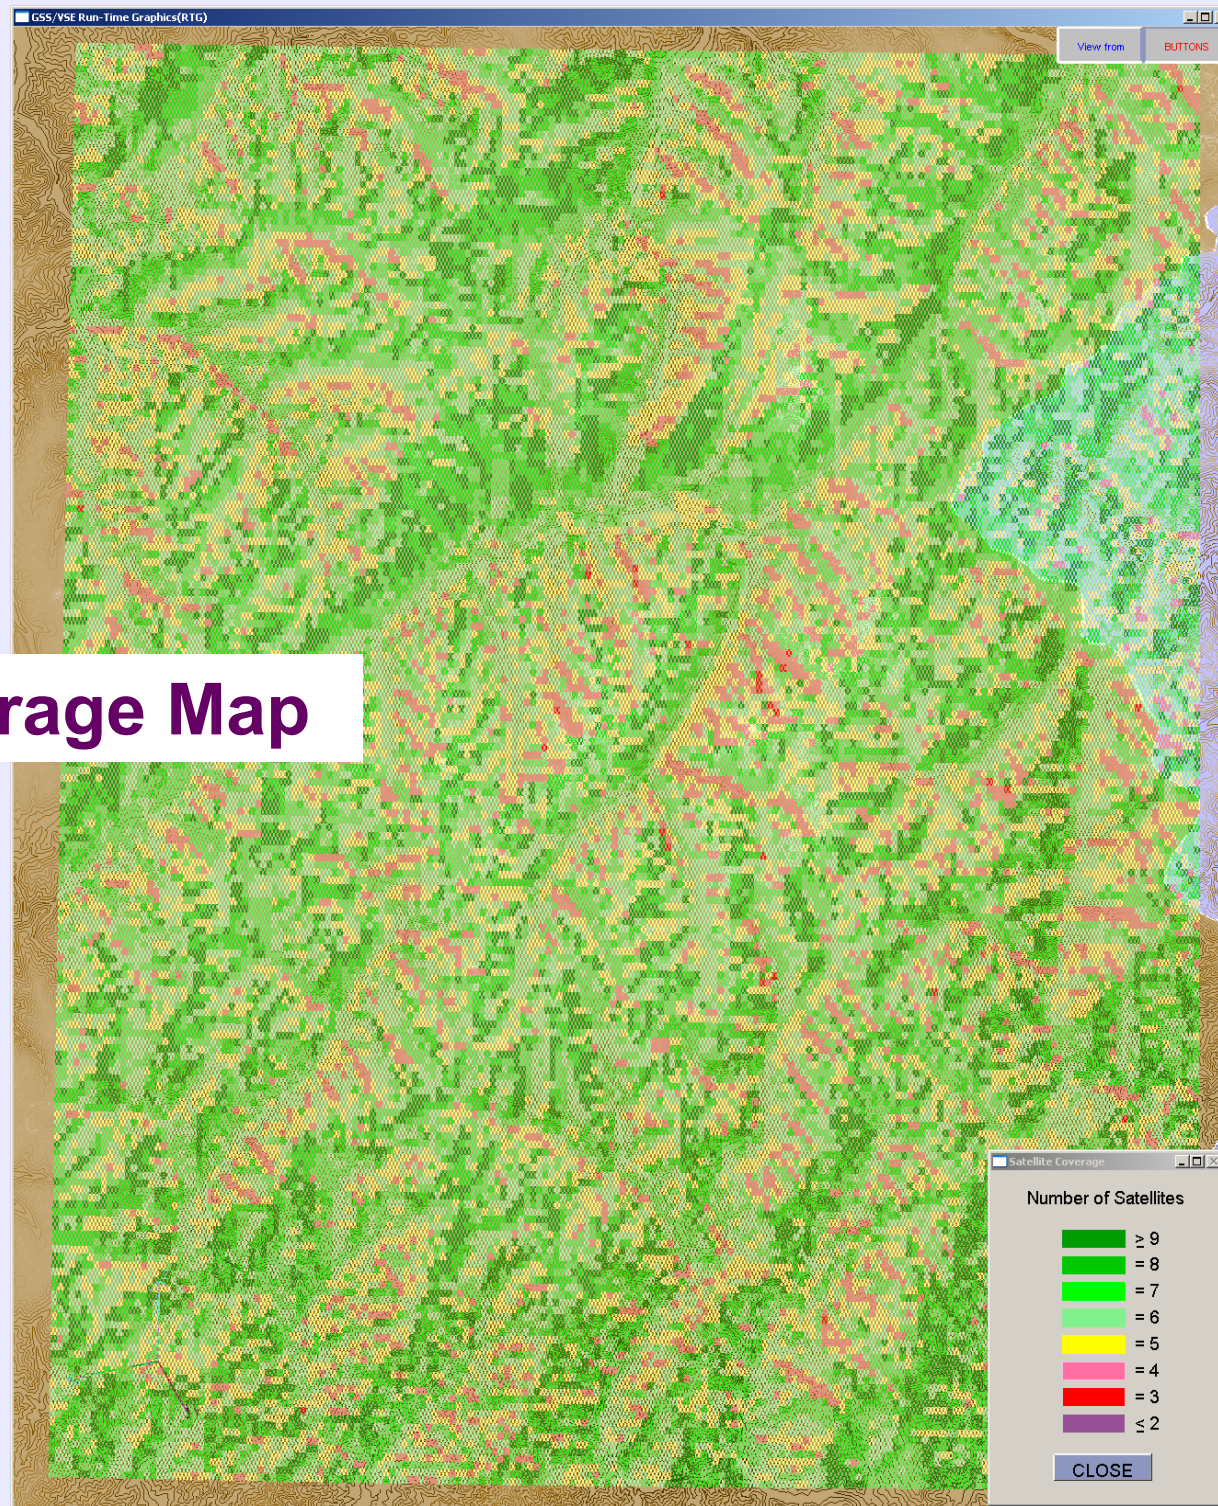 GSS/VSE Run-Time Graphics(RTG)
View from
BUTTONS
rage Map
Satellite Coverage
Number of Satellites
≥ 9
= 8
= 7
= 6
= 5
= 4
= 3
≤ 2
CLOSE